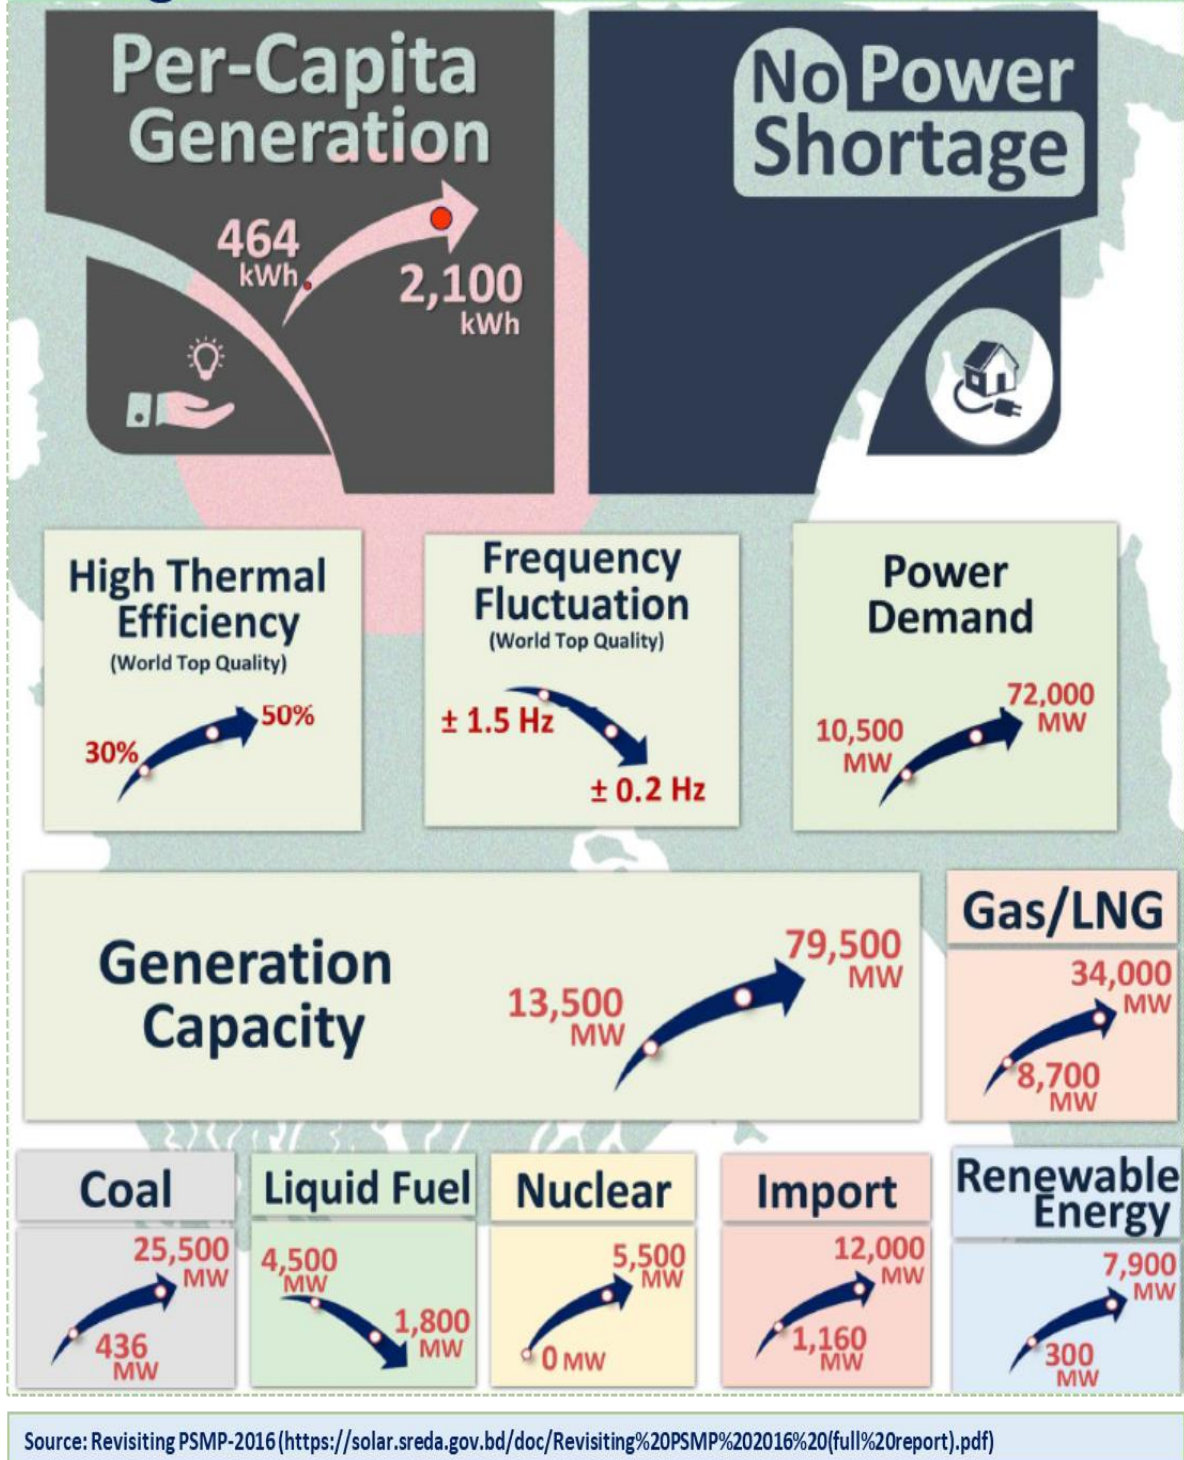 Per-Capita
Generation
464
kWh
2,100
kWh
No Power
Shortage
High Thermal
Efficiency
(World Top Quality)
30%
50%
Frequency
Fluctuation
(World Top Quality)
± 1.5 Hz
± 0.2 Hz
Power
Demand
10,500
MW
72,000
MW
Generation
Capacity
13,500
MW
79,500
MW
Gas/LNG
34,000
MW
8,700
MW
Coal
25,500
MW
436
MW
Liquid Fuel
4,500
MW
1,800
MW
Nuclear
5,500
MW
0 MW
Import
12,000
MW
1,160
MW
Renewable
Energy
7,900
MW
300
MW
Source: Revisiting PSMP-2016 (https://solar.sreda.gov.bd/doc/Revisiting%20PSMP%202016%20(full%20report).pdf)